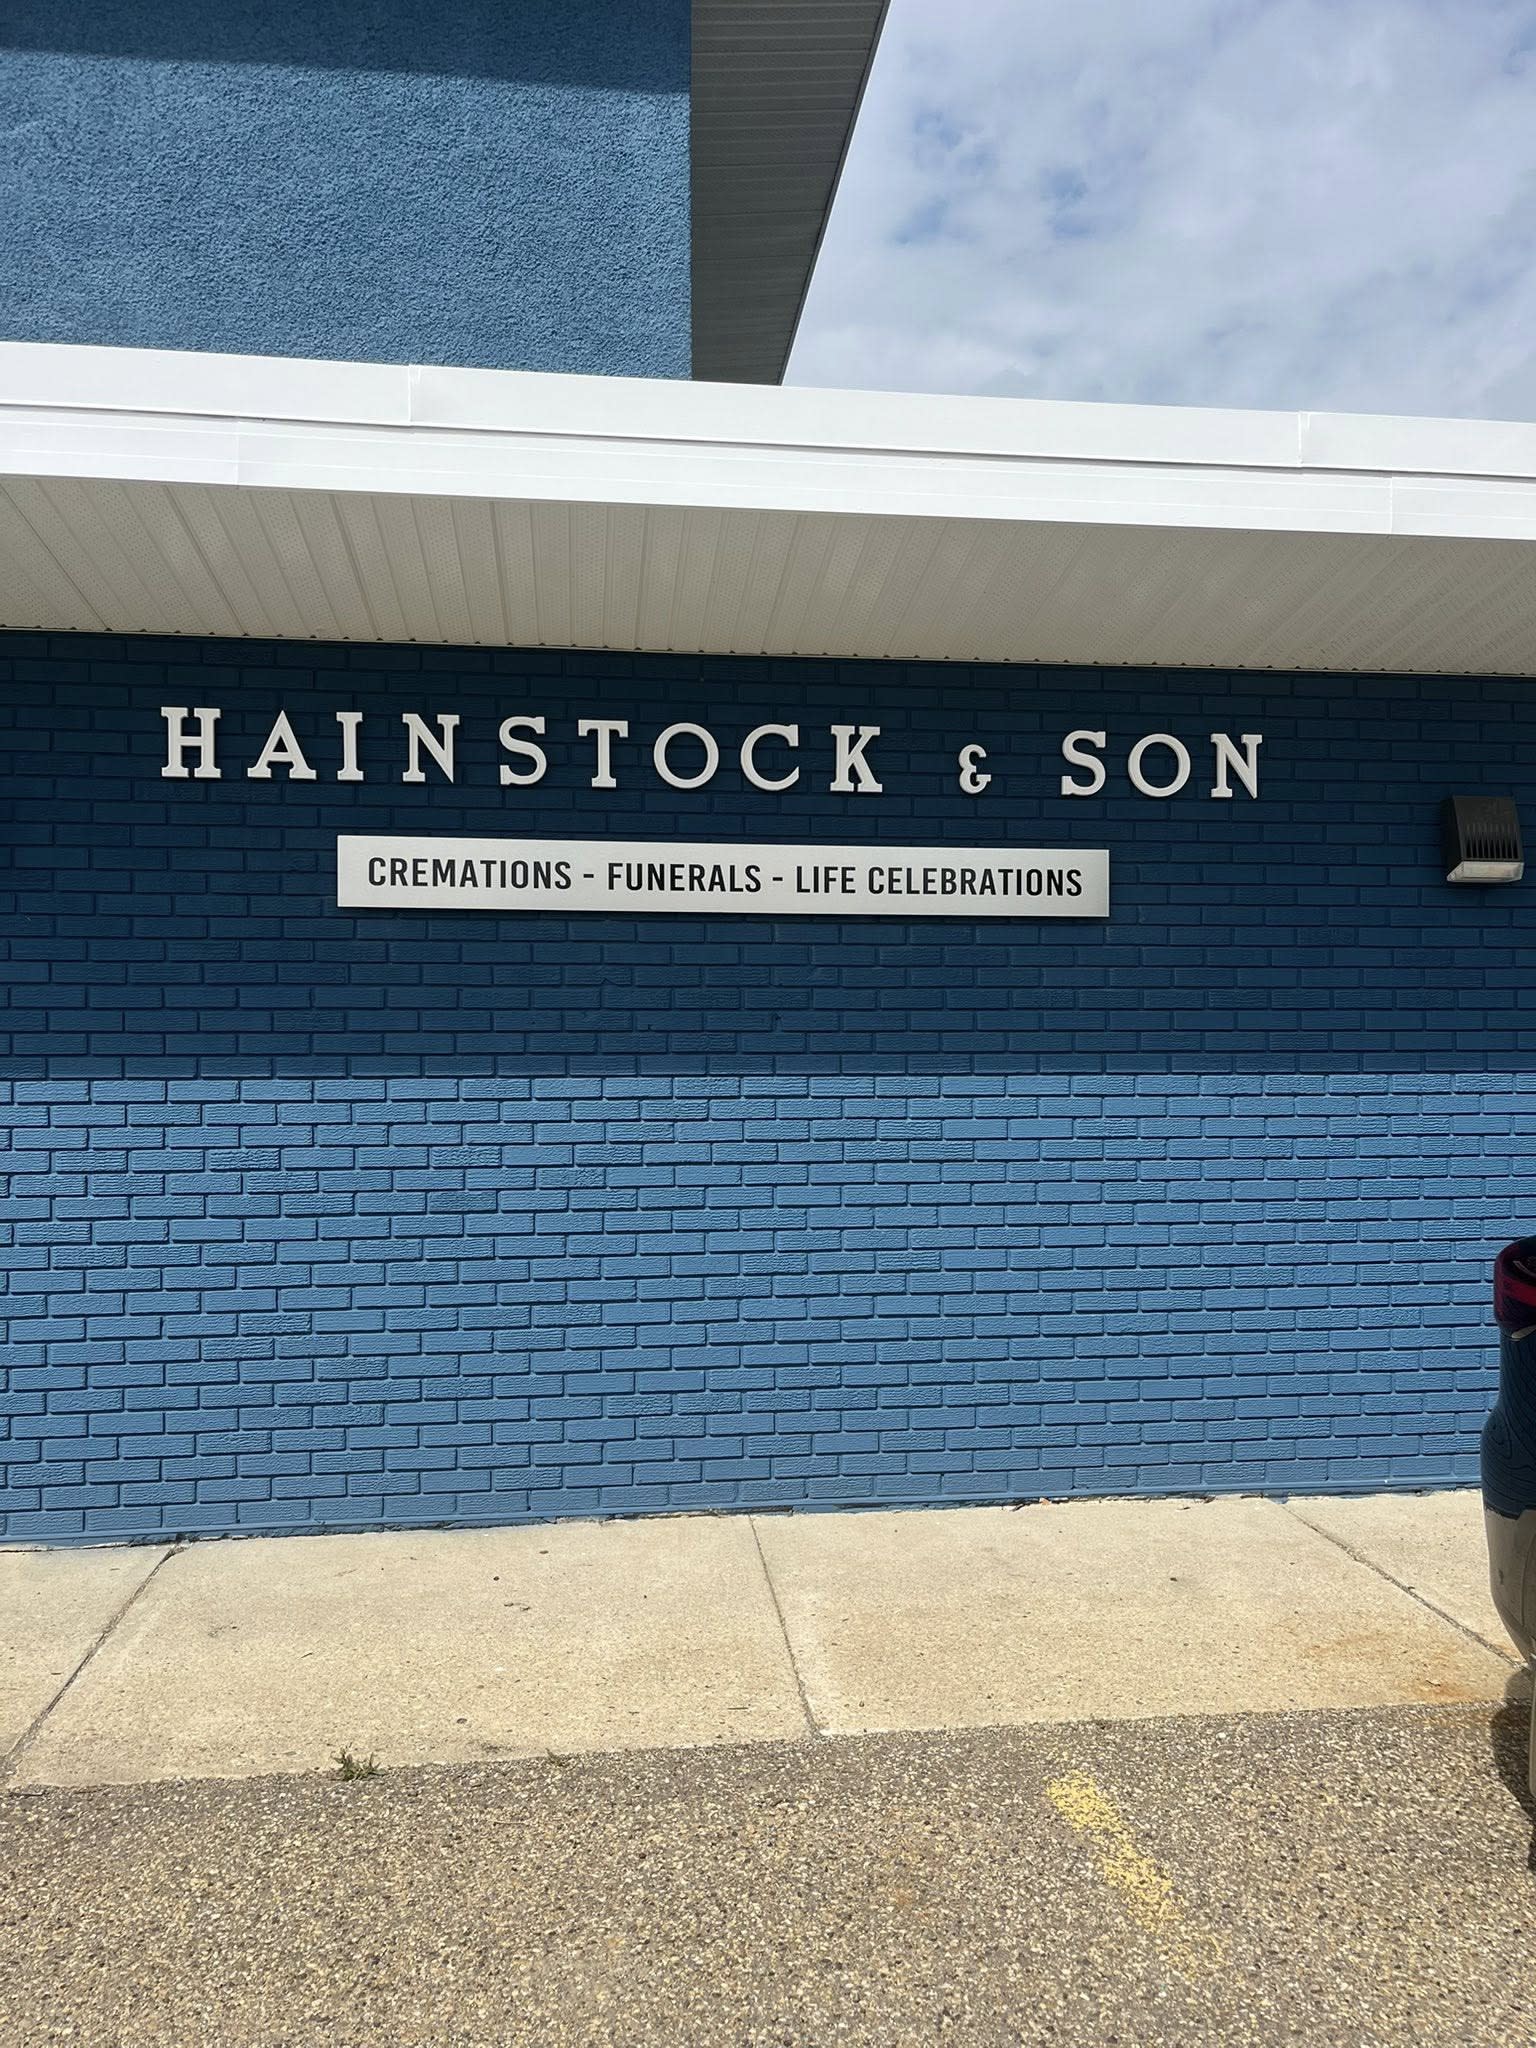 HAINSTOCK & SON
CREMATIONS - FUNERALS - LIFE CELEBRATIONS